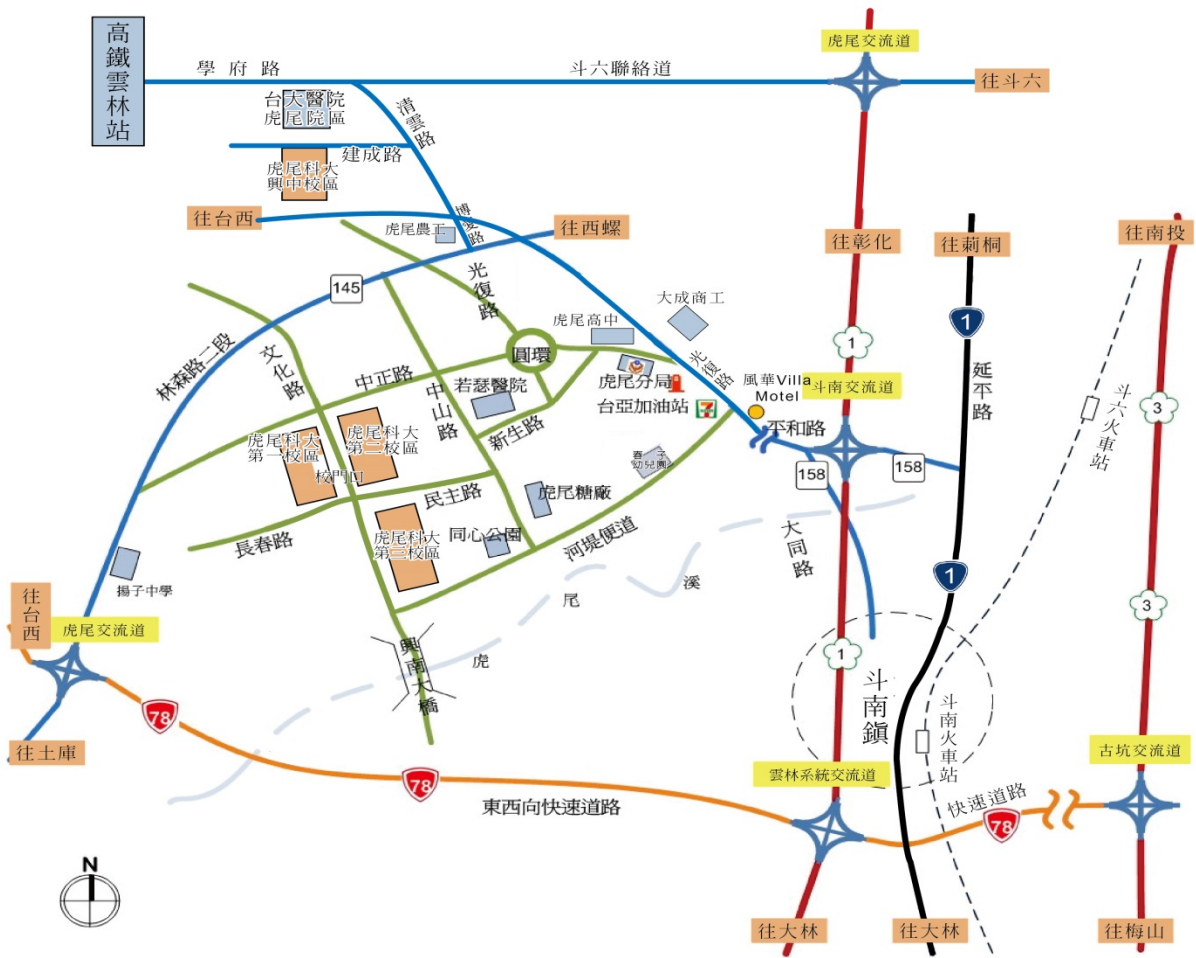 高鐵雲林站
學府路
斗六聯絡道
虎尾交流道
往斗六
台大醫院
虎尾院區
清雲路
建成路
虎尾科大
興中校區
往台西
虎尾農工
博愛路
往西螺
往彰化
往莿桐
往南投
145
光復路
大成商工
虎尾高中
1
1
延平路
林森路二段
文化路
中正路
圓環
中山路
若瑟醫院
虎尾分局
光復路
風華Villa
Motel
斗南交流道
台亞加油站
7-ELEVEN
平和路
3
斗六火車站
新生路
虎尾科大
第一校區
校門口
虎尾科大
第二校區
158
158
民主路
虎尾糖廠
幼兒園
長春路
虎尾科大
第三校區
同心公園
河堤便道
大同路
揚子中學
溪
尾
虎
1
3
往台西
虎尾交流道
興南大橋
1
斗南鎮
斗南火車站
78
往土庫
78
東西向快速道路
雲林系統交流道
古坑交流道
快速道路
78
N
往大林
往大林
往梅山